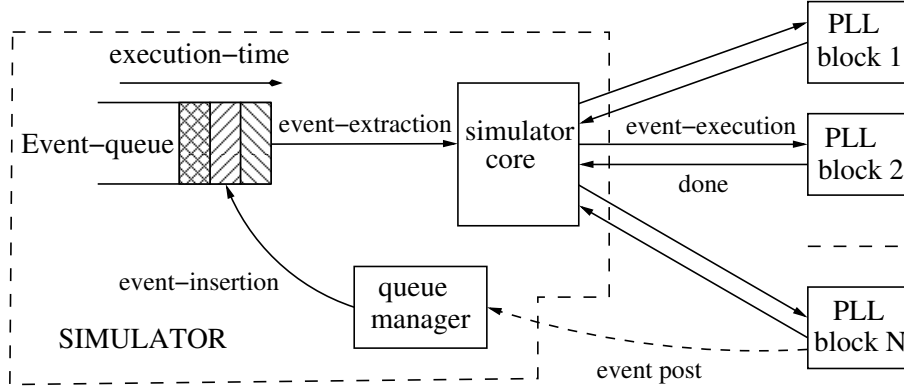 PLL
block 1
execution−time
Event−queue
event−extraction
simulator
core
event−execution
done
PLL
block 2
event−insertion
queue
manager
SIMULATOR
PLL
block N
event post